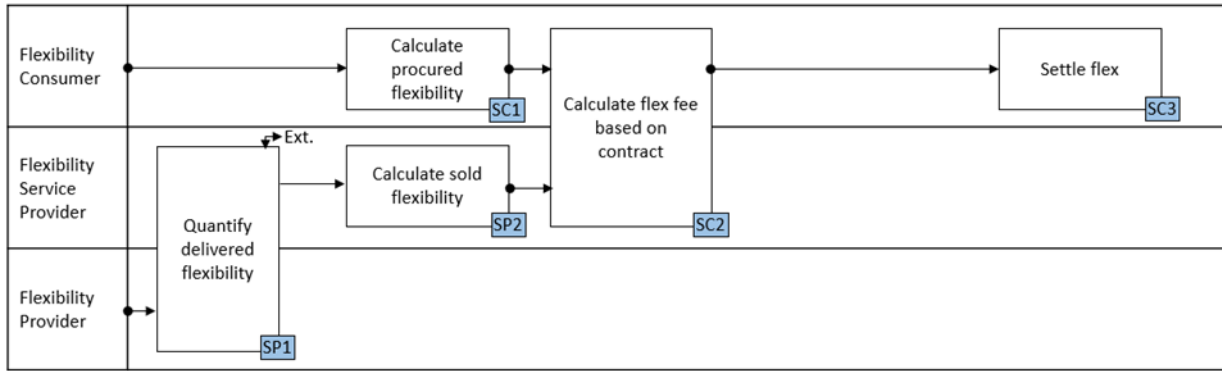 Flexibility
Consumer
Calculate
procured
flexibility
SC1
Calculate flex fee
based on
contract
SC2
Settle flex
SC3
Flexibility
Service
Provider
Ext.
Quantify
delivered
flexibility
SP1
Calculate sold
flexibility
SP2
Flexibility
Provider